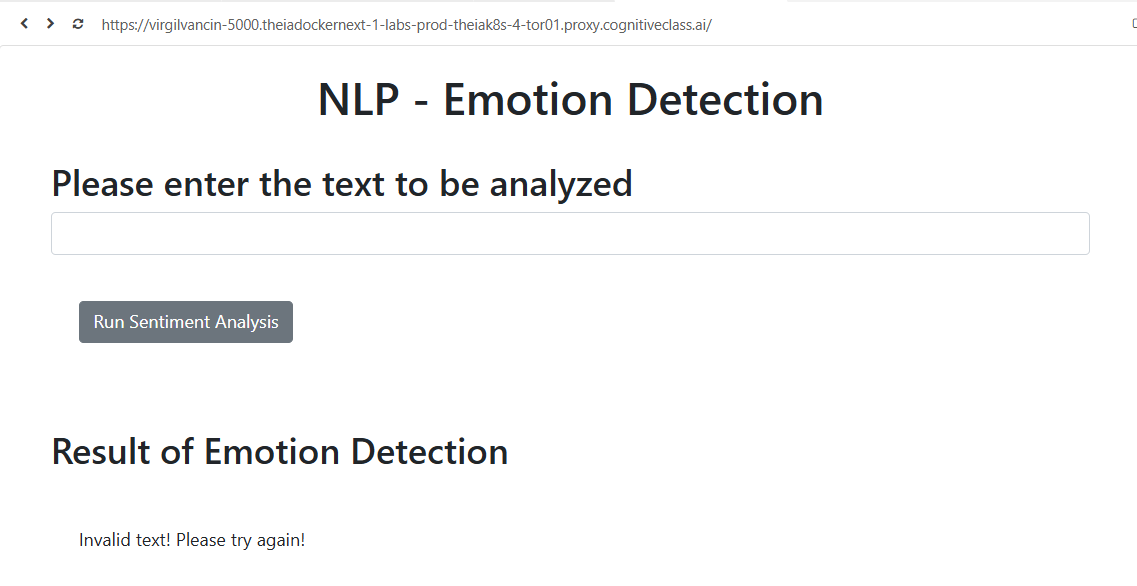 https://virgilvancin-5000.theiadockernext-1-labs-prod-theiak8s-4-tor01.proxy.cognitiveclass.ai/
NLP - Emotion Detection
Please enter the text to be analyzed
Run Sentiment Analysis
Result of Emotion Detection
Invalid text! Please try again!